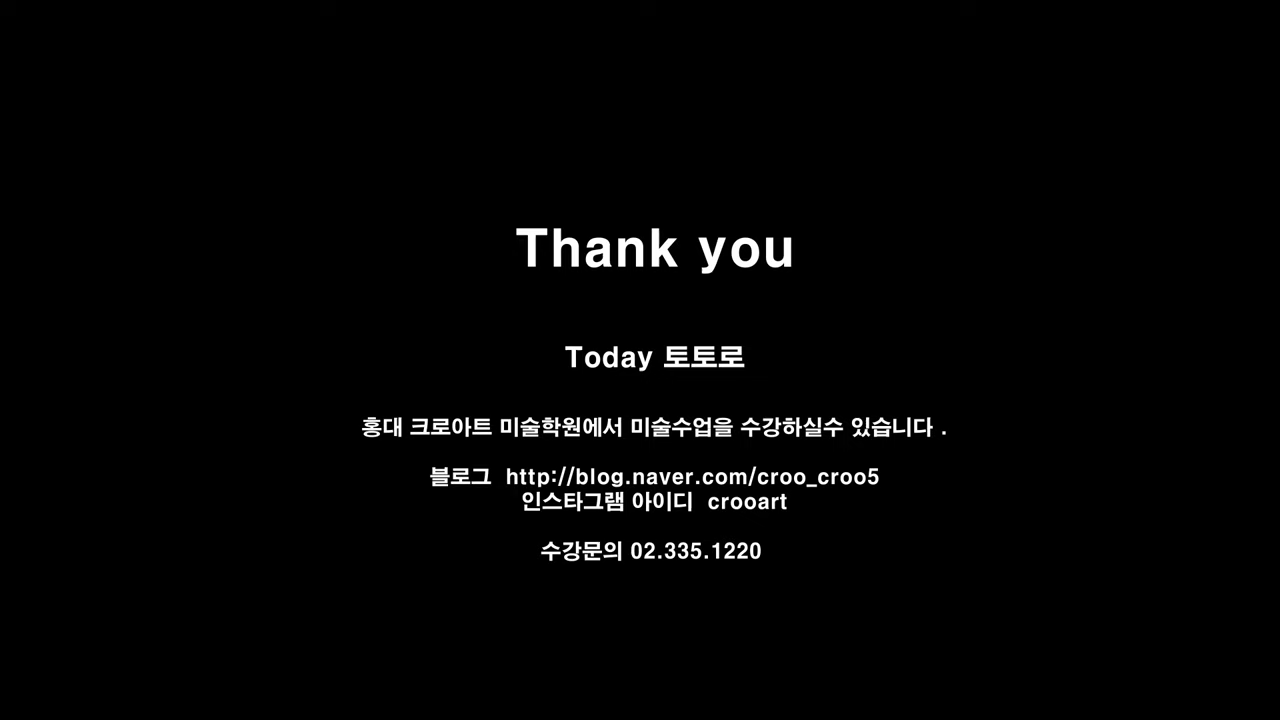 Thank you
Today 토토로
홍대 크로아트 미술학원에서 미술수업을 수강하실수 있습니다 .
블로그 http://blog.naver.com/croo_croo5
인스타그램 아이디 crooart
수강문의 02.335.1220